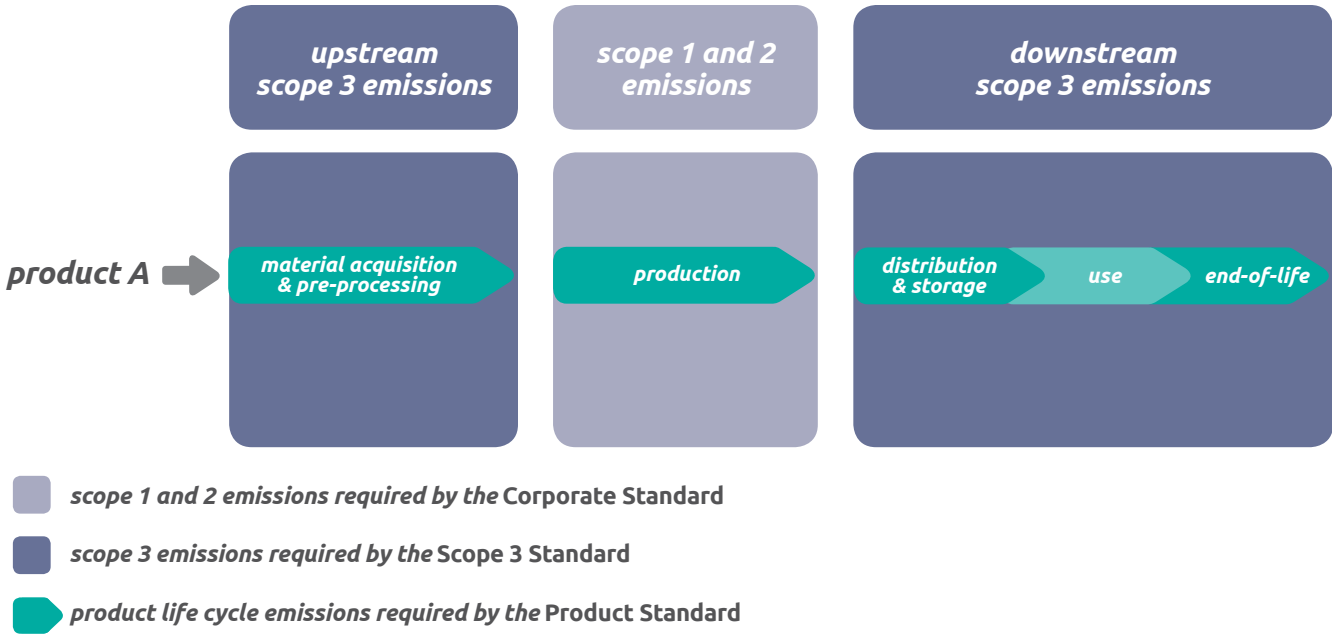 upstream
scope 3 emissions
scope 1 and 2
emissions
downstream
scope 3 emissions
product A
material acquisition
& pre-processing
production
distribution
& storage
use
end-of-life
scope 1 and 2 emissions required by the Corporate Standard
scope 3 emissions required by the Scope 3 Standard
product life cycle emissions required by the Product Standard